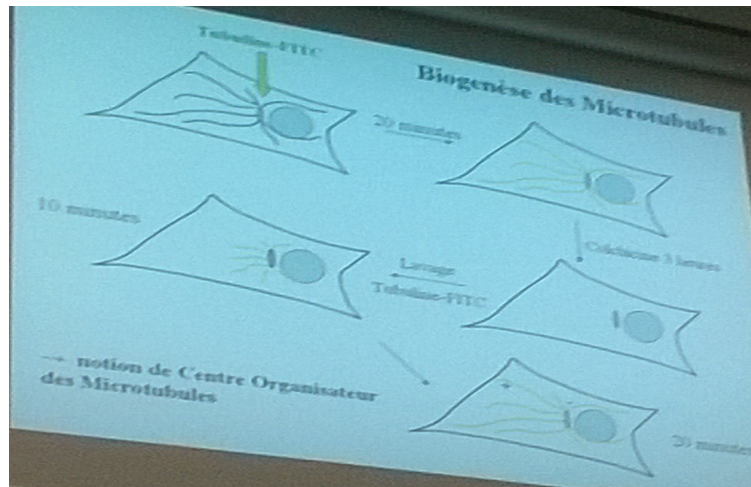 Tubuline-FITC
Biogenèse des Microtubules
20 minutes
10 minutes
Colchicine 3 heures
Lavage
Tubuline-FITC
→ notion de Centre Organisateur
des Microtubules
+
-
20 minutes